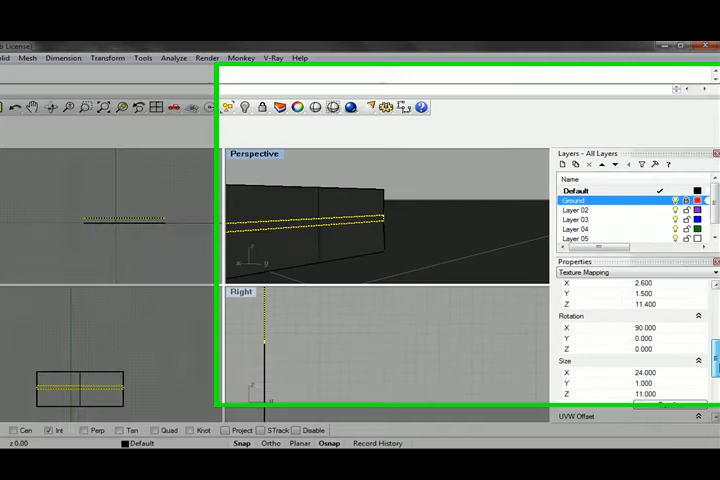 b License)
olid Mesh Dimension Transform Tools Analyze Render Monkey V-Ray Help
Perspective
z
x y
Right
z
Layers - All Layers
Name
Default
Ground
Layer 02
Layer 03
Layer 04
Layer 05
Properties
Texture Mapping
X 2.600
Y 1.500
Z 11.400
Rotation
X 90.000
Y 0.000
Z 0.000
Size
X 24.000
Y 1.000
Z 11.000
UVW Offset
Cen Int Perp Tan Quad Knot Project STrack Disable
z 0.00 Default Snap Ortho Planar Osnap Record History